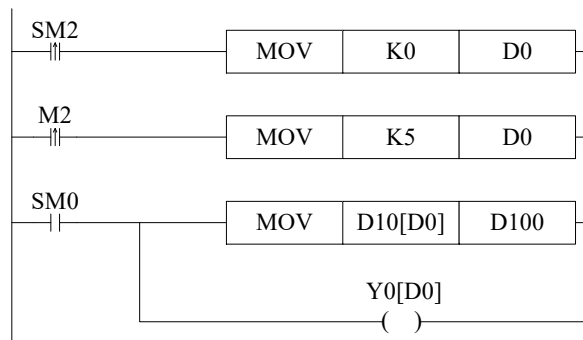 SM2
MOV K0 D0
M2
MOV K5 D0
SM0
MOV D10[D0] D100
Y0[D0]